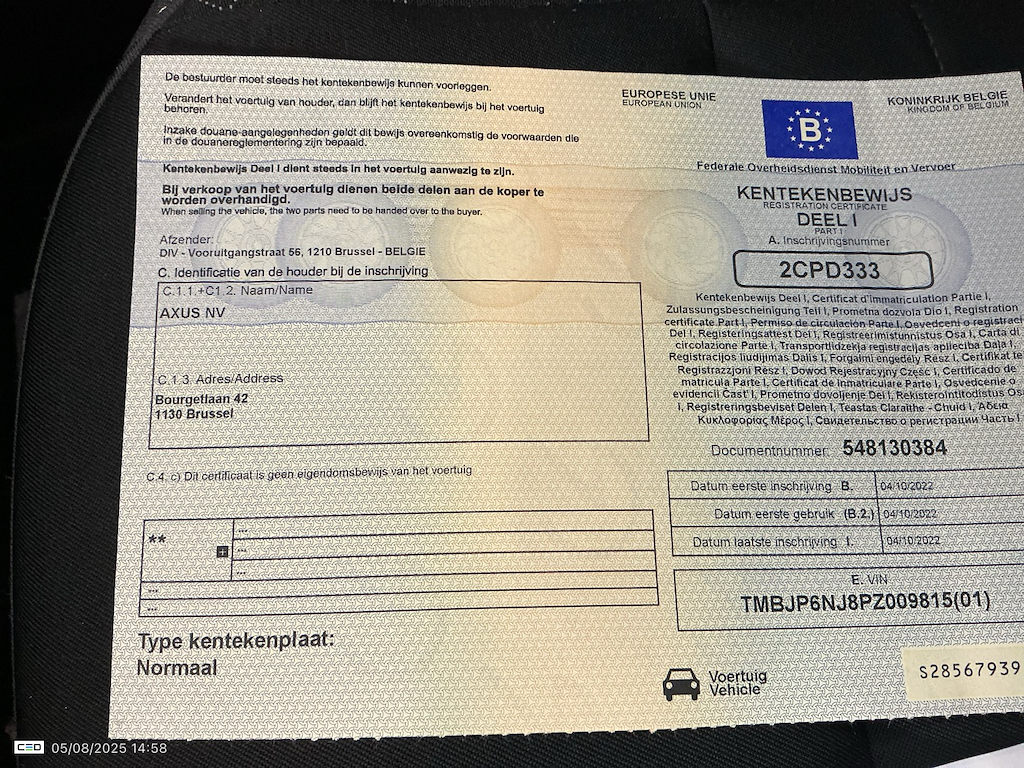 De bestuurder moet steeds het kentekenbewijs kunnen voorleggen.
Verandert het voertuig van houder, dan blijft het kentekenbewijs bij het voertuig
behoren.
Inzake douane-aangelegenheden geldt dit bewijs overeenkomstig de voorwaarden die
in de douanereglementering zijn bepaald.
Kentekenbewijs Deel I dient steeds in het voertuig aanwezig te zijn.
Bij verkoop van het voertuig dienen beide delen aan de koper te
worden overhandigd.
When selling the vehicle, the two parts need to be handed over to the buyer.
Afzender:
DIV - Vooruitgangstraat 56, 1210 Brussel - BELGIE
C. Identificatie van de houder bij de inschrijving
C.1.1.+C1.2. Naam/Name
AXUS NV
C.1.3. Adres/Address
Bourgetlaan 42
1130 Brussel
C.4. c) Dit certificaat is geen eigendomsbewijs van het voertuig
**
...
...
...
...
...
Type kentekenplaat:
Normaal
EUROPESE UNIE
EUROPEAN UNION
B
KONINKRIJK BELGIE
KINGDOM OF BELGIUM
Federale Overheidsdienst Mobiliteit en Vervoer
KENTEKENBEWIJS
REGISTRATION CERTIFICATE
DEEL I
PART I
A. Inschrijvingsnummer
2CPD333
Kentekenbewijs Deel I, Certificat d'immatriculation Partie I,
Zulassungsbescheinigung Teil I, Prometna dozvola Dio I, Registration
certificate Part I, Permiso de circulación Parte I, Osvedceni o registraci
Del I, Registeringsattest Del I, Registreerimistunnistus Osa I, Carta di
circolazione Parte I, Transportlidzekja registracijas aplieciba Dala I,
Registracijos liudijimas Dalis I, Forgalmi engedély Rész I, Certifikat ta
Registrazzjoni Rész I, Dowod Rejestracyjny Część I, Certificado de
matricula Parte I, Certificat de inmatriculare Parte I, Osvedcenie o
evidencii Cast' I, Prometno dovoljenje Del I, Rekisterointitodistus Os
I, Registreringsbeviset Delen I, Teastas Claraithe - Chuid I, Άδεια
Κυκλοφορίας Μέρος I, Свидетельство о регистрации Часть I
Documentnummer: 548130384
Datum eerste inschrijving B. 04/10/2022
Datum eerste gebruik (B.2.) 04/10/2022
Datum laatste inschrijving I. 04/10/2022
E. VIN
TMBJP6NJ8PZ009815(01)
Voertuig
Vehicle
S28567939
05/08/2025 14:58